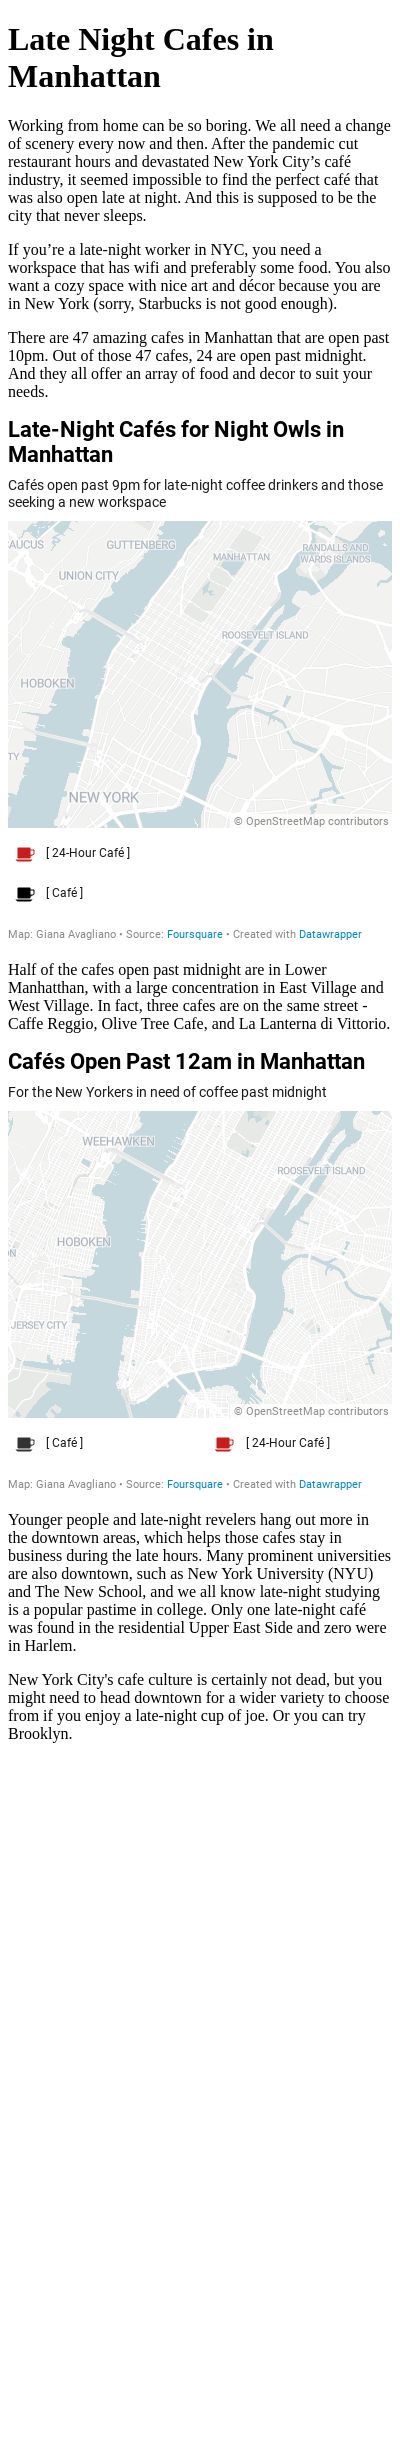 Late Night Cafes in
Manhattan
Working from home can be so boring. We all need a change
of scenery every now and then. After the pandemic cut
restaurant hours and devastated New York City’s café
industry, it seemed impossible to find the perfect café that
was also open late at night. And this is supposed to be the
city that never sleeps.
If you’re a late-night worker in NYC, you need a
workspace that has wifi and preferably some food. You also
want a cozy space with nice art and décor because you are
in New York (sorry, Starbucks is not good enough).
There are 47 amazing cafes in Manhattan that are open past
10pm. Out of those 47 cafes, 24 are open past midnight.
And they all offer an array of food and decor to suit your
needs.
Late-Night Cafés for Night Owls in
Manhattan
Cafés open past 9pm for late-night coffee drinkers and those
seeking a new workspace
CAUCUS
GUTTENBERG
MANHATTAN
RANDALLS AND
WARDS ISLANDS
UNION CITY
ROOSEVELT ISLAND
HOBOKEN
TY
NEW YORK
© OpenStreetMap contributors
[ 24-Hour Café ]
[ Café ]
Map: Giana Avagliano • Source: Foursquare • Created with Datawrapper
Half of the cafes open past midnight are in Lower
Manhatthan, with a large concentration in East Village and
West Village. In fact, three cafes are on the same street -
Caffe Reggio, Olive Tree Cafe, and La Lanterna di Vittorio.
Cafés Open Past 12am in Manhattan
For the New Yorkers in need of coffee past midnight
WEEHAWKEN
ROOSEVELT ISLAND
HOBOKEN
ON
JERSEY CITY
© OpenStreetMap contributors
[ Café ]
[ 24-Hour Café ]
Map: Giana Avagliano • Source: Foursquare • Created with Datawrapper
Younger people and late-night revelers hang out more in
the downtown areas, which helps those cafes stay in
business during the late hours. Many prominent universities
are also downtown, such as New York University (NYU)
and The New School, and we all know late-night studying
is a popular pastime in college. Only one late-night café
was found in the residential Upper East Side and zero were
in Harlem.
New York City's cafe culture is certainly not dead, but you
might need to head downtown for a wider variety to choose
from if you enjoy a late-night cup of joe. Or you can try
Brooklyn.